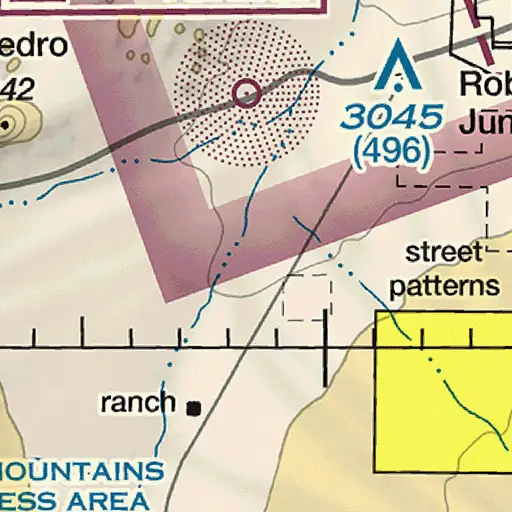 edro
42
3045
(496)
Rob
Jun
street
patterns
ranch
MOUNTAINS
ESS AREA